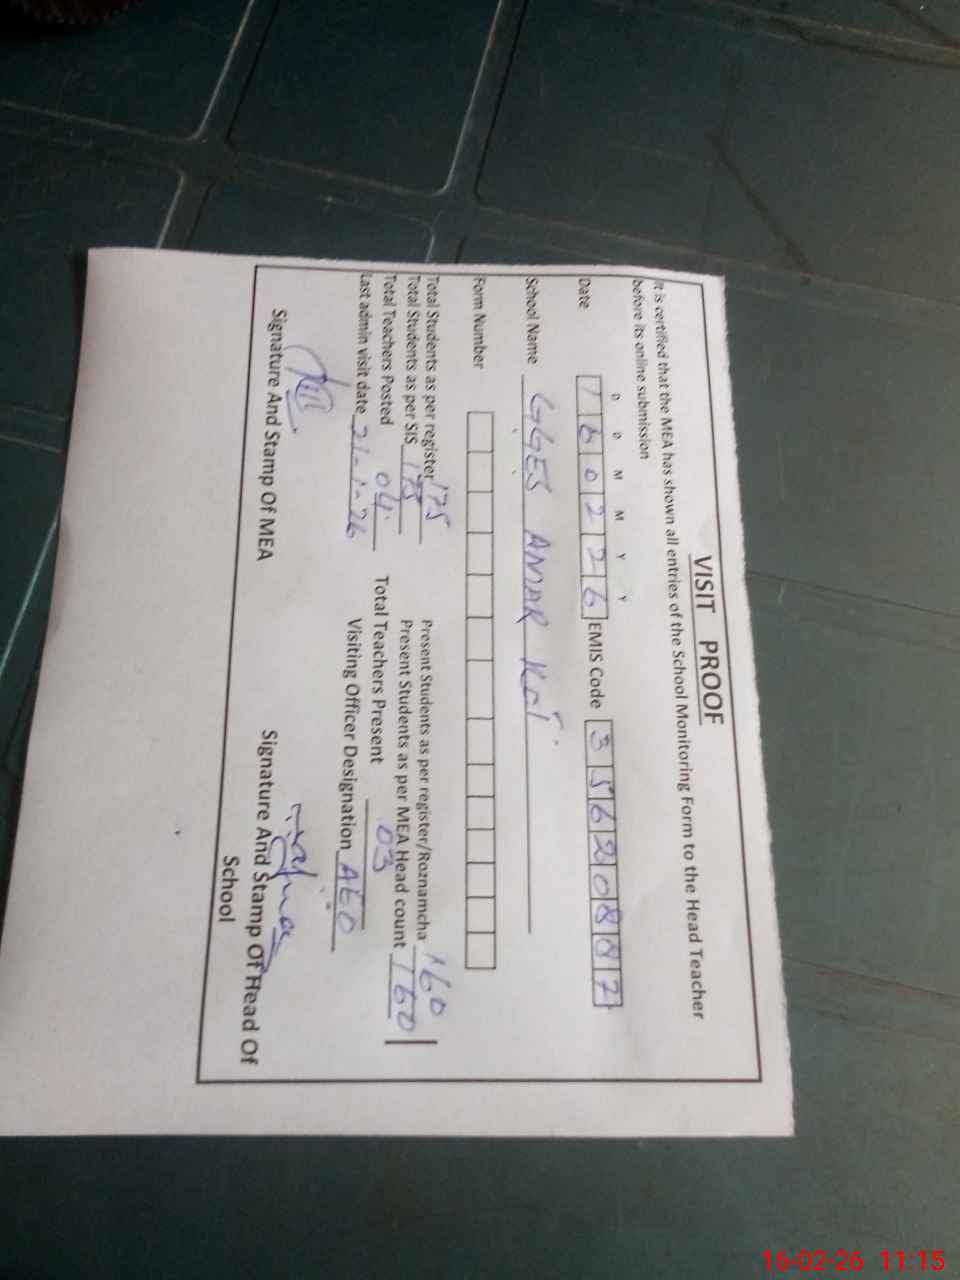 VISIT PROOF
It is certified that the MEA has shown all entries of the School Monitoring Form to the Head Teacher
before its online submission
D D M M Y Y
Date 1 6 0 2 2 6 EMIS Code 3 5 6 2 0 8 8 7
School Name GGES AMAR KOT
Form Number
Total Students as per register 175 Present Students as per register/Roznamcha 160
Total Students as per SIS 175 Present Students as per MEA Head count 160
Total Teachers Posted 04 Total Teachers Present 03
Last admin visit date 21-1-26 Visiting Officer Designation AEO
Signature And Stamp Of MEA Signature And Stamp Of Head Of
School
16-02-26 11:15